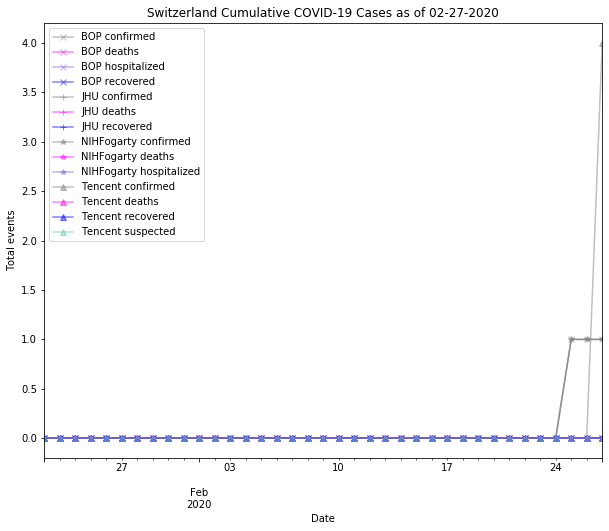 Switzerland Cumulative COVID-19 Cases as of 02-27-2020
4.0
3.5
3.0
2.5
2.0
1.5
1.0
0.5
0.0
Total events
BOP confirmed
BOP deaths
BOP hospitalized
BOP recovered
JHU confirmed
JHU deaths
JHU recovered
NIHFogarty confirmed
NIHFogarty deaths
NIHFogarty hospitalized
Tencent confirmed
Tencent deaths
Tencent recovered
Tencent suspected
27 03 10 17 24
Feb
2020
Date